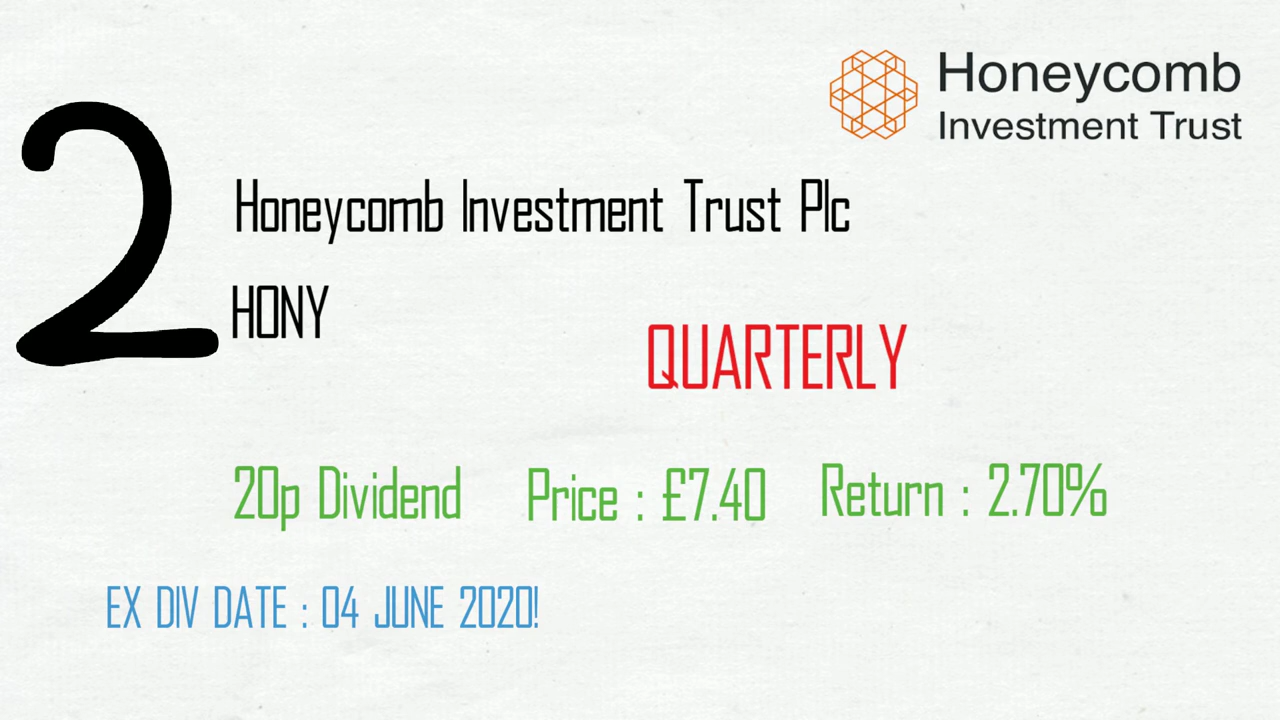 Honeycomb
Investment Trust
2
Honeycomb Investment Trust Plc
HONY
QUARTERLY
20p Dividend Price : £7.40 Return : 2.70%
EX DIV DATE : 04 JUNE 2020!